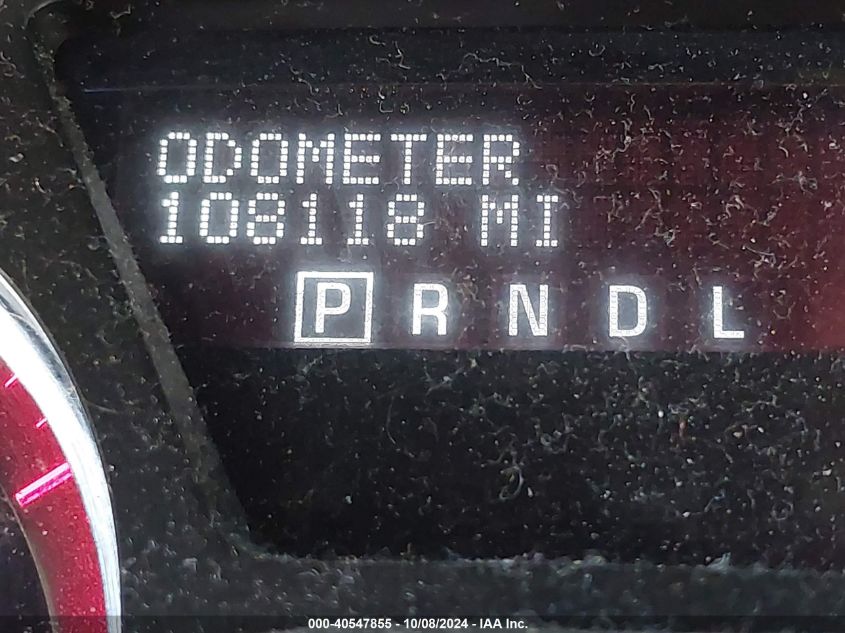 ODOMETER
108118 MI
P R N D L
000-40547855 - 10/08/2024 - IAA Inc.